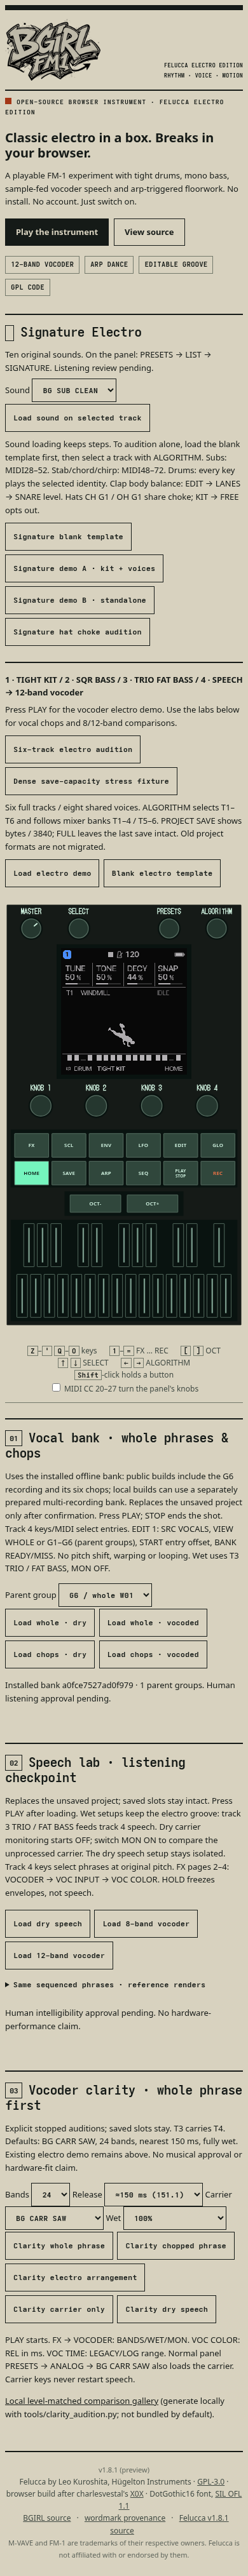 BGIRL
FM-1
FELUCCA ELECTRO EDITION
RHYTHM · VOICE · MOTION
OPEN-SOURCE BROWSER INSTRUMENT · FELUCCA ELECTRO
EDITION
Classic electro in a box. Breaks in
your browser.
A playable FM-1 experiment with tight drums, mono bass,
sample-fed vocoder speech and arp-triggered floorwork. No
install. No account. Just switch on.
Play the instrument
View source
12-BAND VOCODER
ARP DANCE
EDITABLE GROOVE
GPL CODE
Signature Electro
Ten original sounds. On the panel: PRESETS → LIST →
SIGNATURE. Listening review pending.
Sound BG SUB CLEAN
Load sound on selected track
Sound loading keeps steps. To audition alone, load the blank
template first, then select a track with ALGORITHM. Subs:
MIDI28–52. Stab/chord/chirp: MIDI48–72. Drums: every key
plays the selected identity. Clap body balance: EDIT → LANES
→ SNARE level. Hats CH G1 / OH G1 share choke; KIT → FREE
opts out.
Signature blank template
Signature demo A · kit + voices
Signature demo B · standalone
Signature hat choke audition
1 · TIGHT KIT / 2 · SQR BASS / 3 · TRIO FAT BASS / 4 · SPEECH
→ 12-band vocoder
Press PLAY for the vocoder electro demo. Use the labs below
for vocal chops and 8/12-band comparisons.
Six-track electro audition
Dense save-capacity stress fixture
Six full tracks / eight shared voices. ALGORITHM selects T1–
T6 and follows mixer banks T1–4 / T5–6. PROJECT SAVE shows
bytes / 3840; FULL leaves the last save intact. Old project
formats are not migrated.
Load electro demo
Blank electro template
MASTER SELECT PRESETS ALGORITHM
1 120
TUNE TONE DECY SNAP
50 50 44 50
T1 WINDMILL IDLE
DRUM TIGHT KIT HOME
KNOB 1 KNOB 2 KNOB 3 KNOB 4
FX SCL ENV LFO EDIT GLO
HOME SAVE ARP SEQ PLAY STOP REC
OCT- OCT+
Z–' Q–O keys 1–= FX … REC [ ] OCT
↑ ↓ SELECT ← → ALGORITHM
Shift-click holds a button
MIDI CC 20–27 turn the panel's knobs
01 Vocal bank · whole phrases &
chops
Uses the installed offline bank: public builds include the G6
recording and its six chops; local builds can use a separately
prepared multi-recording bank. Replaces the unsaved project
only after confirmation. Press PLAY; STOP ends the shot.
Track 4 keys/MIDI select entries. EDIT 1: SRC VOCALS, VIEW
WHOLE or G1–G6 (parent groups), START entry offset, BANK
READY/MISS. No pitch shift, warping or looping. Wet uses T3
TRIO / FAT BASS, MON OFF.
Parent group G6 / whole W01
Load whole · dry
Load whole · vocoded
Load chops · dry
Load chops · vocoded
Installed bank a0fce7527ad0f979 · 1 parent groups. Human
listening approval pending.
02 Speech lab · listening
checkpoint
Replaces the unsaved project; saved slots stay intact. Press
PLAY after loading. Wet setups keep the electro groove: track
3 TRIO / FAT BASS feeds track 4 speech. Dry carrier
monitoring starts OFF; switch MON ON to compare the
unprocessed carrier. The dry speech setup stays isolated.
Track 4 keys select phrases at original pitch. FX pages 2–4:
VOCODER → VOC INPUT → VOC COLOR. HOLD freezes
envelopes, not speech.
Load dry speech
Load 8-band vocoder
Load 12-band vocoder
Same sequenced phrases · reference renders
Human intelligibility approval pending. No hardware-
performance claim.
03 Vocoder clarity · whole phrase
first
Explicit stopped auditions; saved slots stay. T3 carries T4.
Defaults: BG CARR SAW, 24 bands, nearest 150 ms, fully wet.
Existing electro demo remains above. No musical approval or
hardware-fit claim.
Bands 24 Release ≈150 ms (151.1) Carrier
BG CARR SAW Wet 100%
Clarity whole phrase
Clarity chopped phrase
Clarity electro arrangement
Clarity carrier only
Clarity dry speech
PLAY starts. FX → VOCODER: BANDS/WET/MON. VOC COLOR:
REL in ms. VOC TIME: LEGACY/LOG range. Normal panel
PRESETS → ANALOG → BG CARR SAW also loads the carrier.
Carrier keys never restart speech.
Local level-matched comparison gallery (generate locally
with tools/clarity_audition.py; not bundled by default).
v1.8.1 (preview)
Felucca by Leo Kuroshita, Hügelton Instruments · GPL-3.0 ·
browser build after charlesvestal's X0X · DotGothic16 font, SIL OFL
1.1
BGIRL source · wordmark provenance · Felucca v1.8.1
source
M-VAVE and FM-1 are trademarks of their respective owners. Felucca is
not affiliated with or endorsed by them.